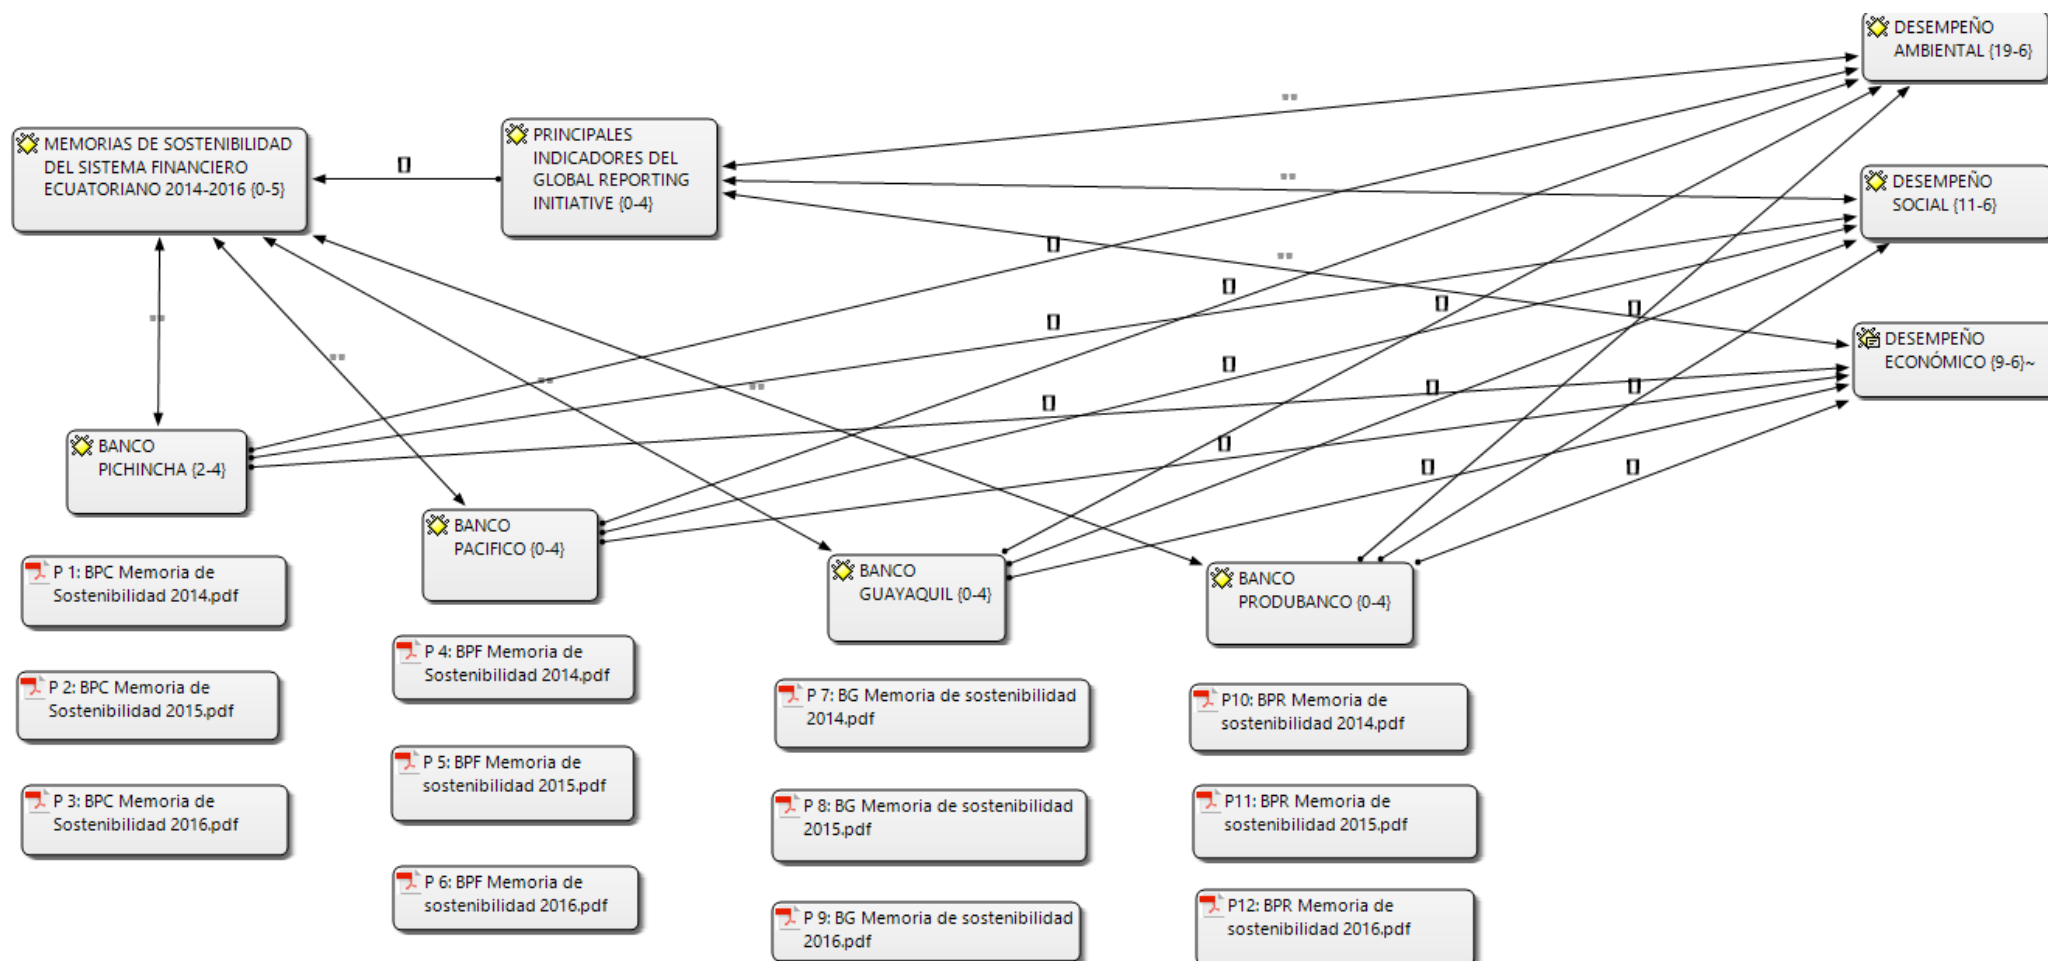 DESEMPEÑO
AMBIENTAL {19-6}
MEMORIAS DE SOSTENIBILIDAD
DEL SISTEMA FINANCIERO
ECUATORIANO 2014-2016 {0-5}
PRINCIPALES
INDICADORES DEL
GLOBAL REPORTING
INITIATIVE {0-4}
DESEMPEÑO
SOCIAL {11-6}
DESEMPEÑO
ECONÓMICO {9-6}~
BANCO
PICHINCHA {2-4}
BANCO
PACIFICO {0-4}
BANCO
GUAYAQUIL {0-4}
BANCO
PRODUBANCO {0-4}
P 1: BPC Memoria de
Sostenibilidad 2014.pdf
P 2: BPC Memoria de
Sostenibilidad 2015.pdf
P 3: BPC Memoria de
Sostenibilidad 2016.pdf
P 4: BPF Memoria de
Sostenibilidad 2014.pdf
P 5: BPF Memoria de
sostenibilidad 2015.pdf
P 6: BPF Memoria de
sostenibilidad 2016.pdf
P 7: BG Memoria de sostenibilidad
2014.pdf
P 8: BG Memoria de sostenibilidad
2015.pdf
P 9: BG Memoria de sostenibilidad
2016.pdf
P10: BPR Memoria de
sostenibilidad 2014.pdf
P11: BPR Memoria de
sostenibilidad 2015.pdf
P12: BPR Memoria de
sostenibilidad 2016.pdf